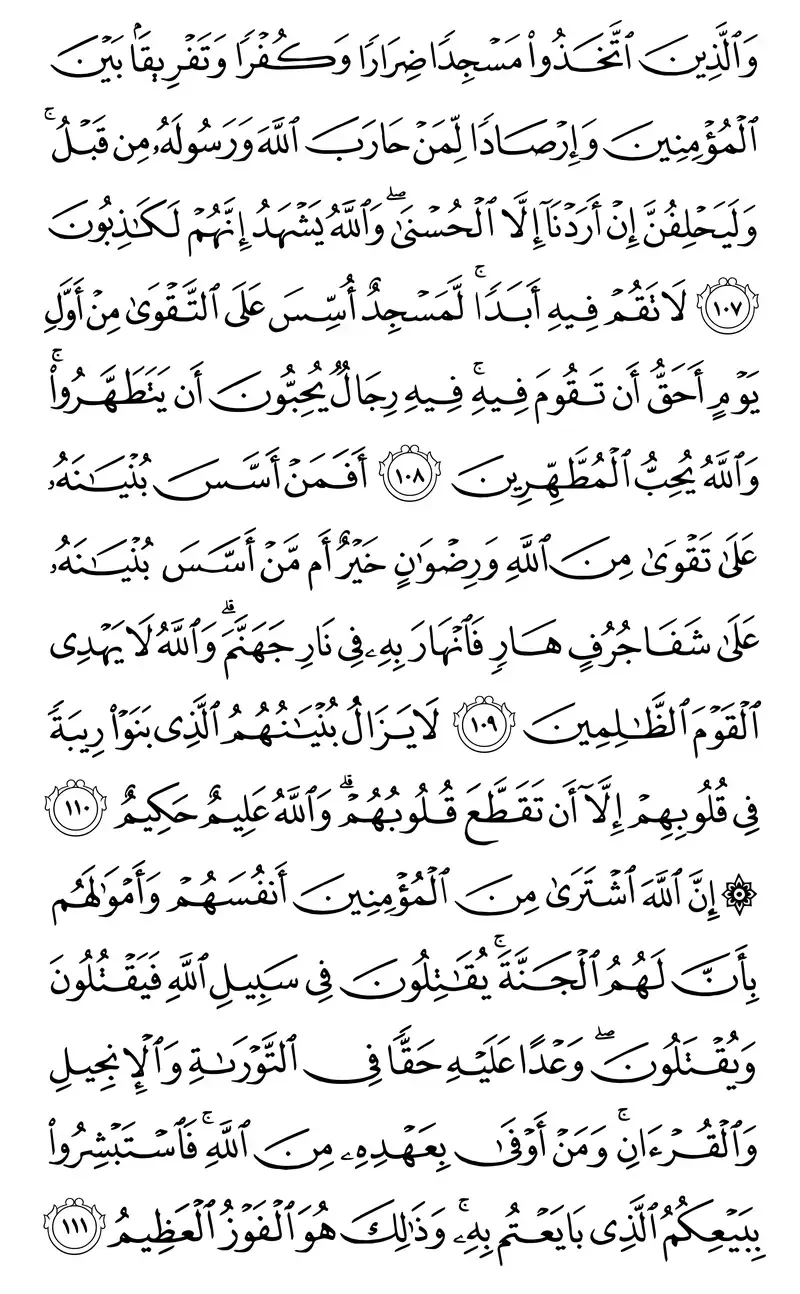 وَٱلَّذِينَ ٱتَّخَذُوا۟ مَسْجِدًا ضِرَارًا وَكُفْرًا وَتَفْرِيقًۢا بَيْنَ
ٱلْمُؤْمِنِينَ وَإِرْصَادًا لِّمَنْ حَارَبَ ٱللَّهَ وَرَسُولَهُۥ مِن قَبْلُ ۚ
وَلَيَحْلِفُنَّ إِنْ أَرَدْنَآ إِلَّا ٱلْحُسْنَىٰ ۖ وَٱللَّهُ يَشْهَدُ إِنَّهُمْ لَكَـٰذِبُونَ
١٠٧ لَا تَقُمْ فِيهِ أَبَدًا ۚ لَّمَسْجِدٌ أُسِّسَ عَلَى ٱلتَّقْوَىٰ مِنْ أَوَّلِ
يَوْمٍ أَحَقُّ أَن تَقُومَ فِيهِ ۚ فِيهِ رِجَالٌ يُحِبُّونَ أَن يَتَطَهَّرُوا۟ ۚ
وَٱللَّهُ يُحِبُّ ٱلْمُطَّهِّرِينَ ١٠٨ أَفَمَنْ أَسَّسَ بُنْيَـٰنَهُۥ
عَلَىٰ تَقْوَىٰ مِنَ ٱللَّهِ وَرِضْوَٰنٍ خَيْرٌ أَم مَّنْ أَسَّسَ بُنْيَـٰنَهُۥ
عَلَىٰ شَفَا جُرُفٍ هَارٍ فَٱنْهَارَ بِهِۦ فِى نَارِ جَهَنَّمَ ۗ وَٱللَّهُ لَا يَهْدِى
ٱلْقَوْمَ ٱلظَّـٰلِمِينَ ١٠٩ لَا يَزَالُ بُنْيَـٰنُهُمُ ٱلَّذِى بَنَوْا۟ رِيبَةً
فِى قُلُوبِهِمْ إِلَّآ أَن تَقَطَّعَ قُلُوبُهُمْ ۗ وَٱللَّهُ عَلِيمٌ حَكِيمٌ ١١٠
۞ إِنَّ ٱللَّهَ ٱشْتَرَىٰ مِنَ ٱلْمُؤْمِنِينَ أَنفُسَهُمْ وَأَمْوَٰلَهُم
بِأَنَّ لَهُمُ ٱلْجَنَّةَ ۚ يُقَـٰتِلُونَ فِى سَبِيلِ ٱللَّهِ فَيَقْتُلُونَ
وَيُقْتَلُونَ ۖ وَعْدًا عَلَيْهِ حَقًّا فِى ٱلتَّوْرَىٰةِ وَٱلْإِنجِيلِ
وَٱلْقُرْءَانِ ۚ وَمَنْ أَوْفَىٰ بِعَهْدِهِۦ مِنَ ٱللَّهِ ۚ فَٱسْتَبْشِرُوا۟
بِبَيْعِكُمُ ٱلَّذِى بَايَعْتُم بِهِۦ ۚ وَذَٰلِكَ هُوَ ٱلْفَوْزُ ٱلْعَظِيمُ ١١١